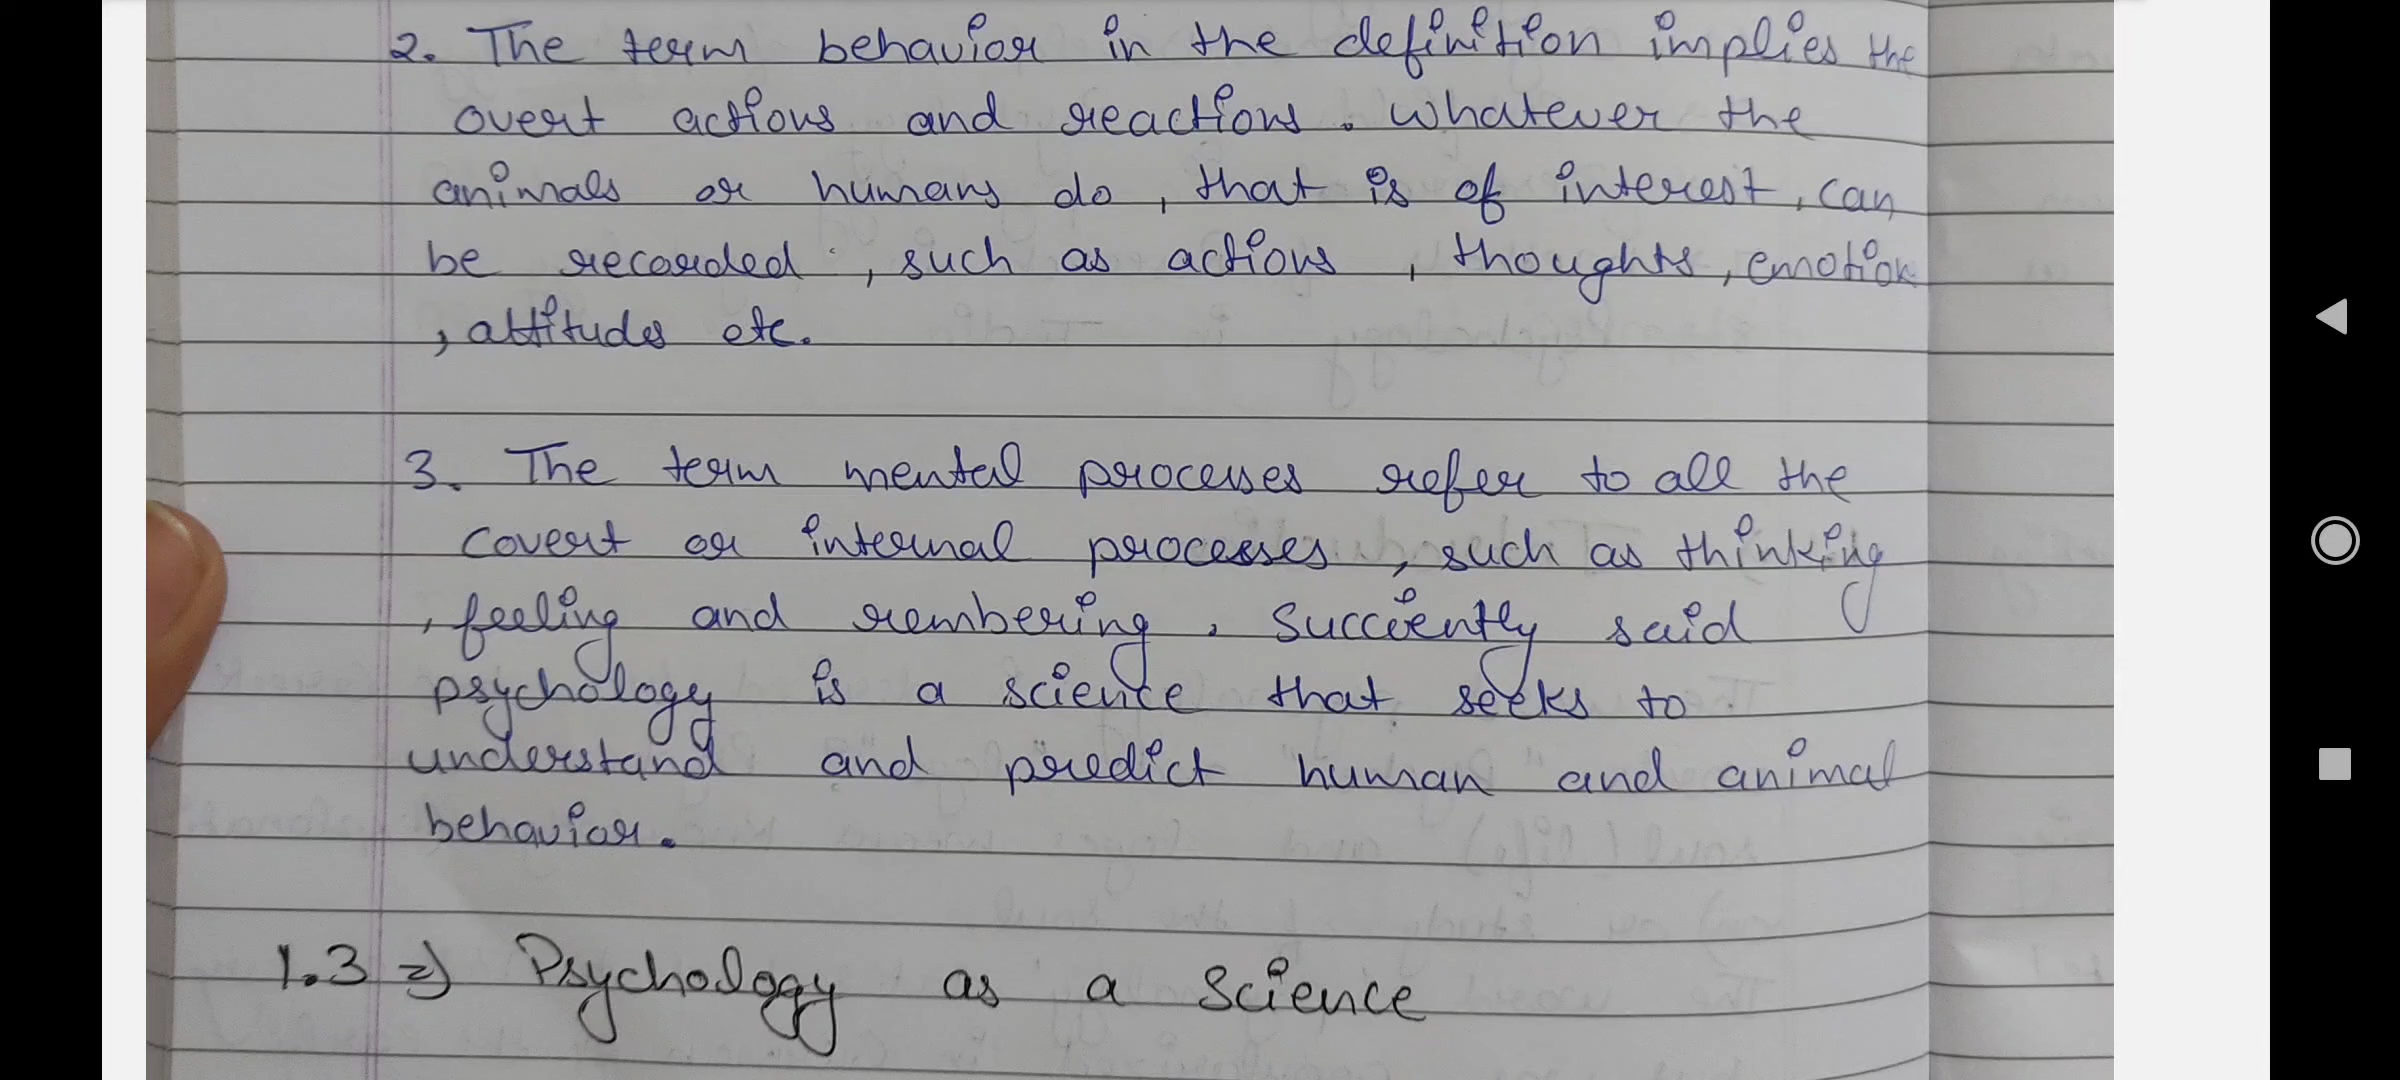 2. The term behavior in the definition implies the
overt actions and reactions. whatever the
animals or humans do, that is of interest, can
be recorded, such as actions, thoughts, emotion
, attitudes etc.
3. The term mental processes refer to all the
covert or internal processes, such as thinking
, feeling and rembering. Succiently said
psychology is a science that seeks to
understand and predict human and animal
behavior.
1.3 => Psychology as a Science